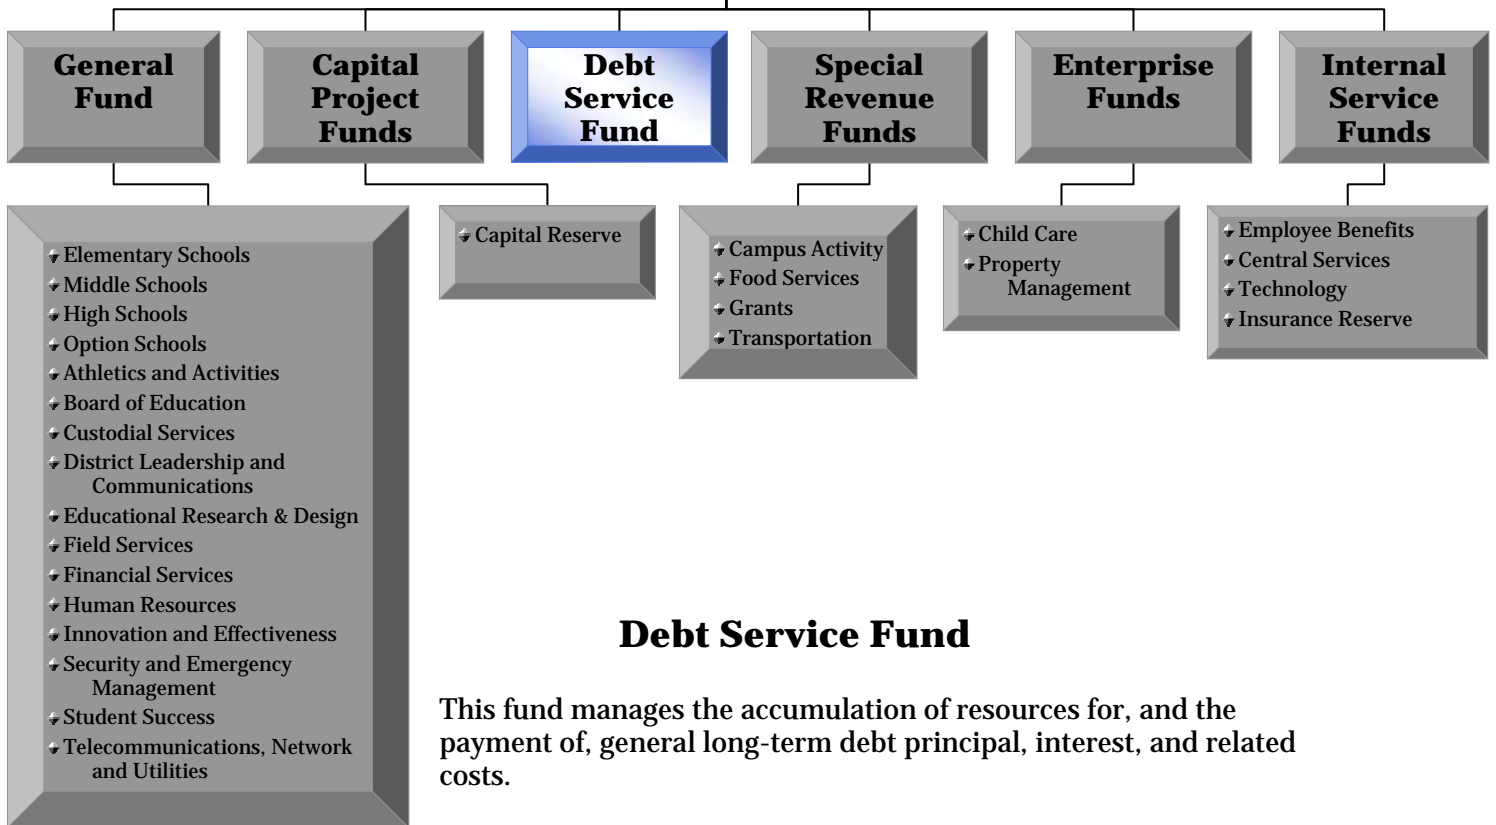 General
Fund
Capital
Project
Funds
Debt
Service
Fund
Special
Revenue
Funds
Enterprise
Funds
Internal
Service
Funds
Elementary Schools
Middle Schools
High Schools
Option Schools
Athletics and Activities
Board of Education
Custodial Services
District Leadership and
Communications
Educational Research & Design
Field Services
Financial Services
Human Resources
Innovation and Effectiveness
Security and Emergency
Management
Student Success
Telecommunications, Network
and Utilities
Capital Reserve
Campus Activity
Food Services
Grants
Transportation
Child Care
Property
Management
Employee Benefits
Central Services
Technology
Insurance Reserve
Debt Service Fund
This fund manages the accumulation of resources for, and the
payment of, general long-term debt principal, interest, and related
costs.